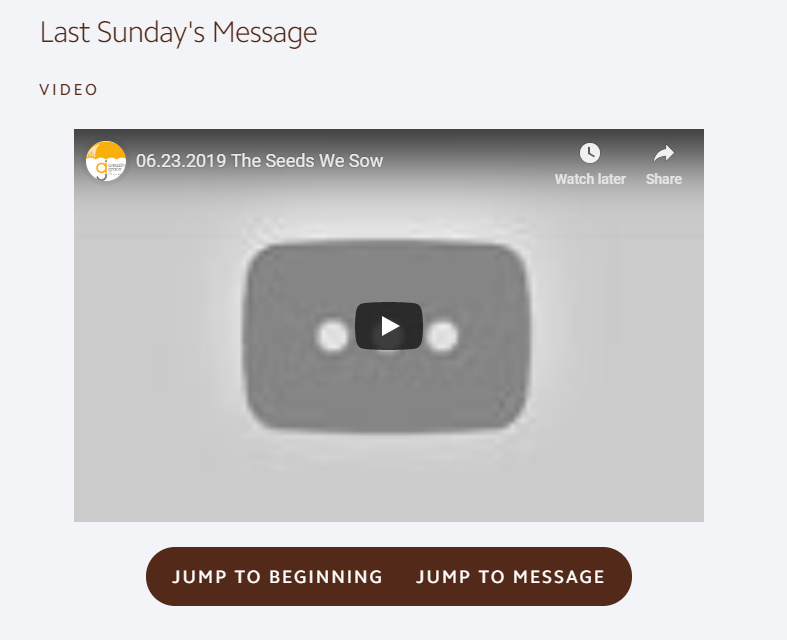 Last Sunday's Message
VIDEO
06.23.2019 The Seeds We Sow
Watch later
Share
JUMP TO BEGINNING
JUMP TO MESSAGE